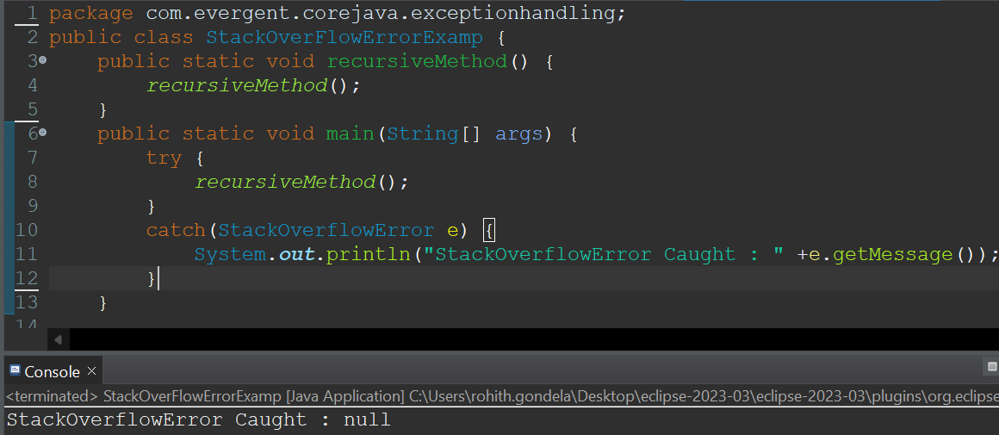 1 package com.evergent.corejava.exceptionhandling;
2 public class StackOverFlowErrorExamp {
3 public static void recursiveMethod() {
4 recursiveMethod();
5 }
6 public static void main(String[] args) {
7 try {
8 recursiveMethod();
9 }
10 catch(StackOverflowError e) {
11 System.out.println("StackOverflowError Caught : " +e.getMessage());
12 }
13 }
14
Console
<terminated> StackOverFlowErrorExamp [Java Application] C:\Users\rohith.gondela\Desktop\eclipse-2023-03\eclipse-2023-03\plugins\org.eclipse
StackOverflowError Caught : null